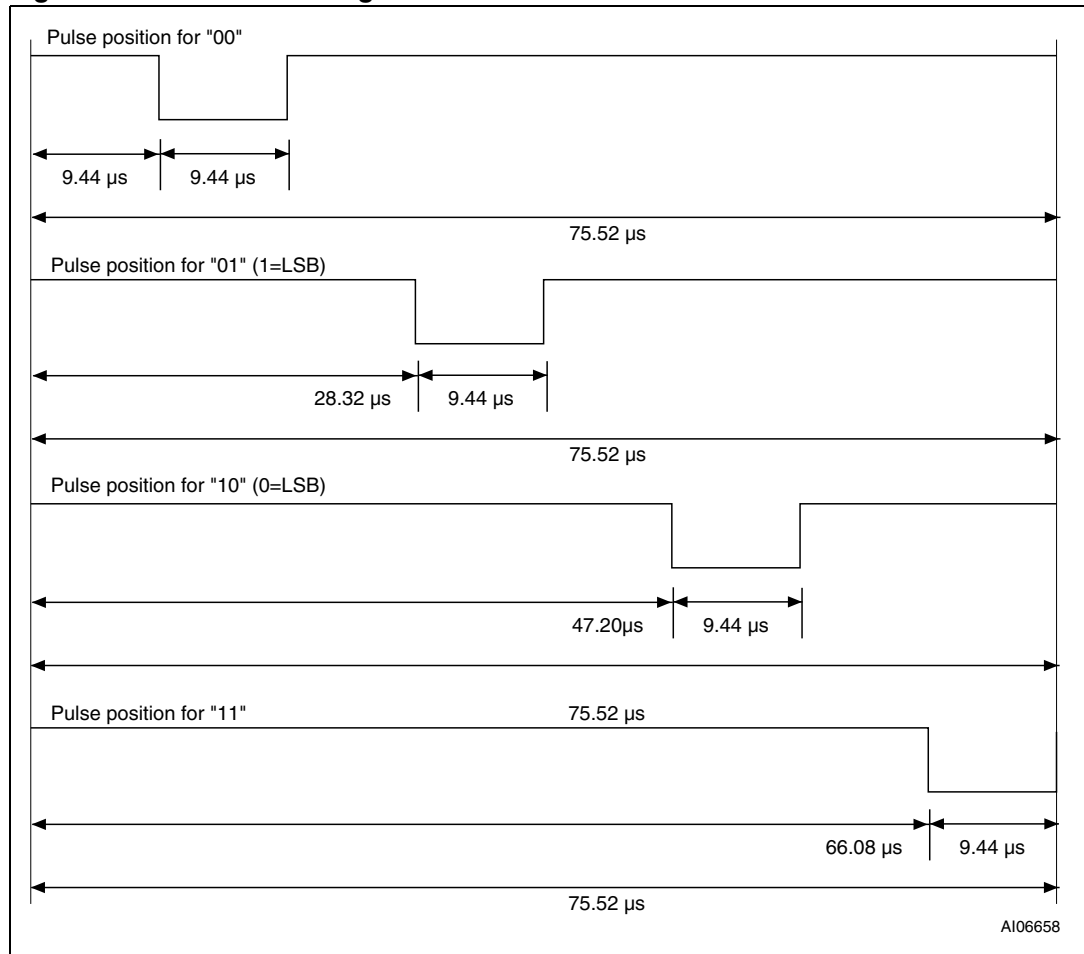 Pulse position for "00"
9.44 µs 9.44 µs
75.52 µs
Pulse position for "01" (1=LSB)
28.32 µs 9.44 µs
75.52 µs
Pulse position for "10" (0=LSB)
47.20µs 9.44 µs
Pulse position for "11" 75.52 µs
66.08 µs 9.44 µs
75.52 µs
AI06658